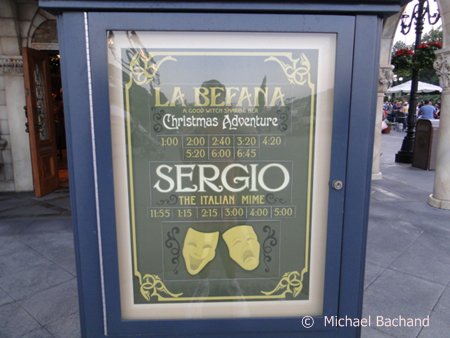 LA BEFANA
A GOOD WITCH SHARES HER
Christmas Adventure
1:00 2:00 2:40 3:20 4:20
5:20 6:00 6:45
SERGIO
THE ITALIAN MIME
11:55 1:15 2:15 3:00 4:00 5:00
© Michael Bachand